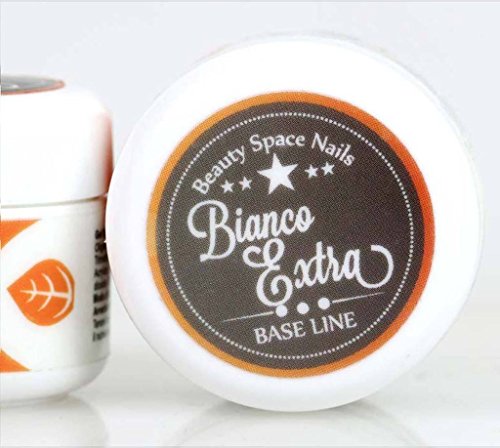 Beauty Space Nails
Bianco
Extra
BASE LINE